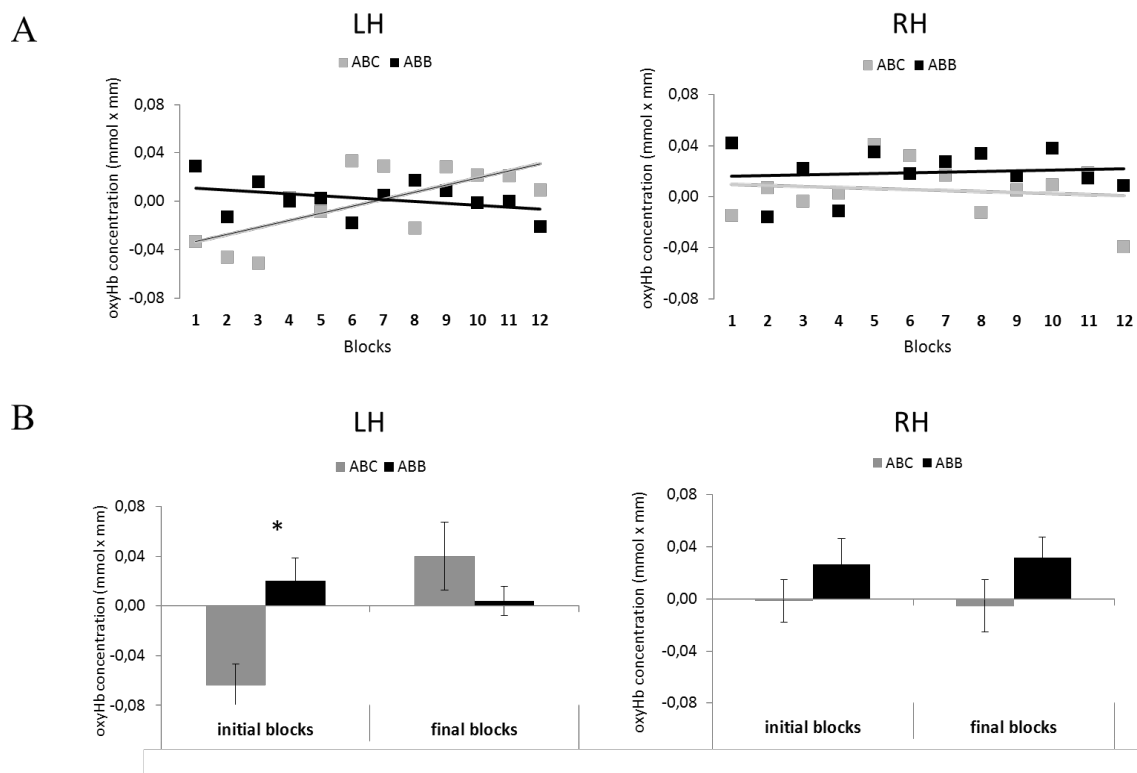 A
LH
RH
ABC ABB
ABC ABB
oxyHb concentration (mmol x mm)
0,08
0,04
0,00
-0,04
-0,08
1 2 3 4 5 6 7 8 9 10 11 12
Blocks
oxyHb concentration (mmol x mm)
0,08
0,04
0,00
-0,04
-0,08
1 2 3 4 5 6 7 8 9 10 11 12
Blocks
B
LH
RH
ABC ABB
ABC ABB
oxyHb concentration (mmol x mm)
0,08
0,04
0,00
-0,04
-0,08
*
initial blocks final blocks
oxyHb concentration (mmol x mm)
0,08
0,04
0,00
-0,04
-0,08
initial blocks final blocks